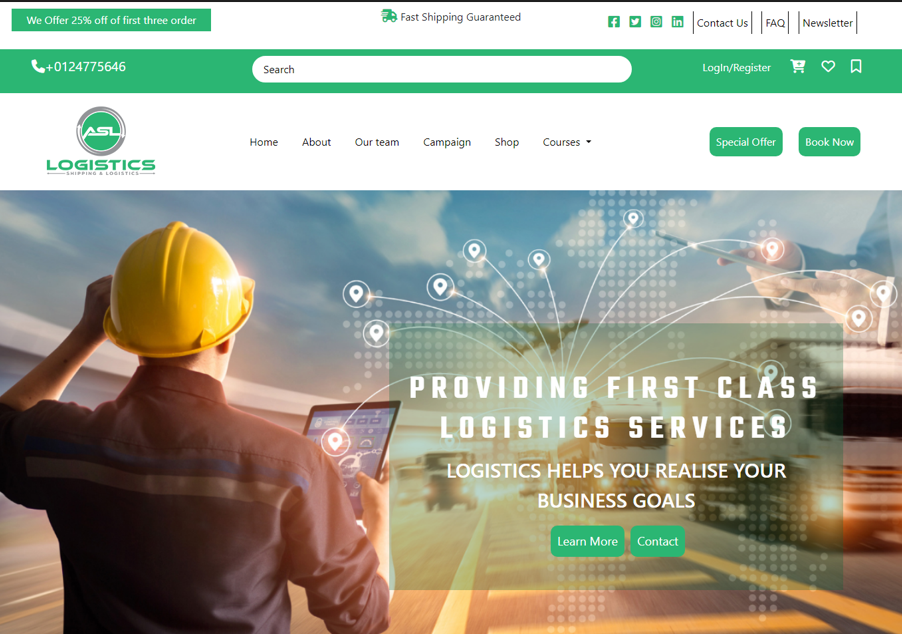 We Offer 25% off of first three order
Fast Shipping Guaranteed
Contact Us
FAQ
Newsletter
+0124775646
Search
LogIn/Register
ASL
LOGISTICS
SHIPPING & LOGISTICS
Home
About
Our team
Campaign
Shop
Courses
Special Offer
Book Now
PROVIDING FIRST CLASS
LOGISTICS SERVICES
LOGISTICS HELPS YOU REALISE YOUR
BUSINESS GOALS
Learn More
Contact